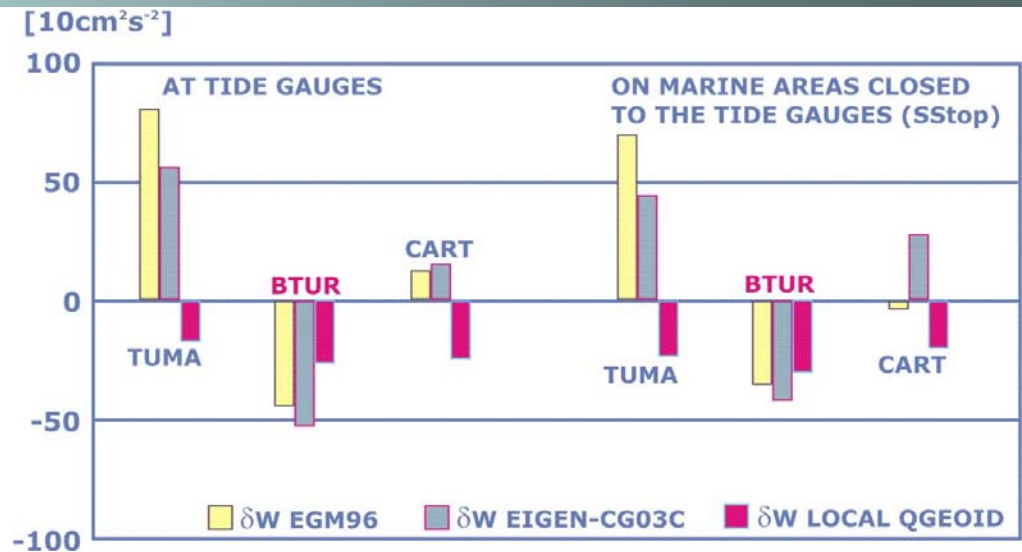 [10cm²s⁻²]
100
AT TIDE GAUGES
ON MARINE AREAS CLOSED
TO THE TIDE GAUGES (SStop)
50
CART
BTUR
BTUR
0
TUMA
TUMA
CART
-50
δW EGM96
δW EIGEN-CG03C
δW LOCAL QGEOID
-100